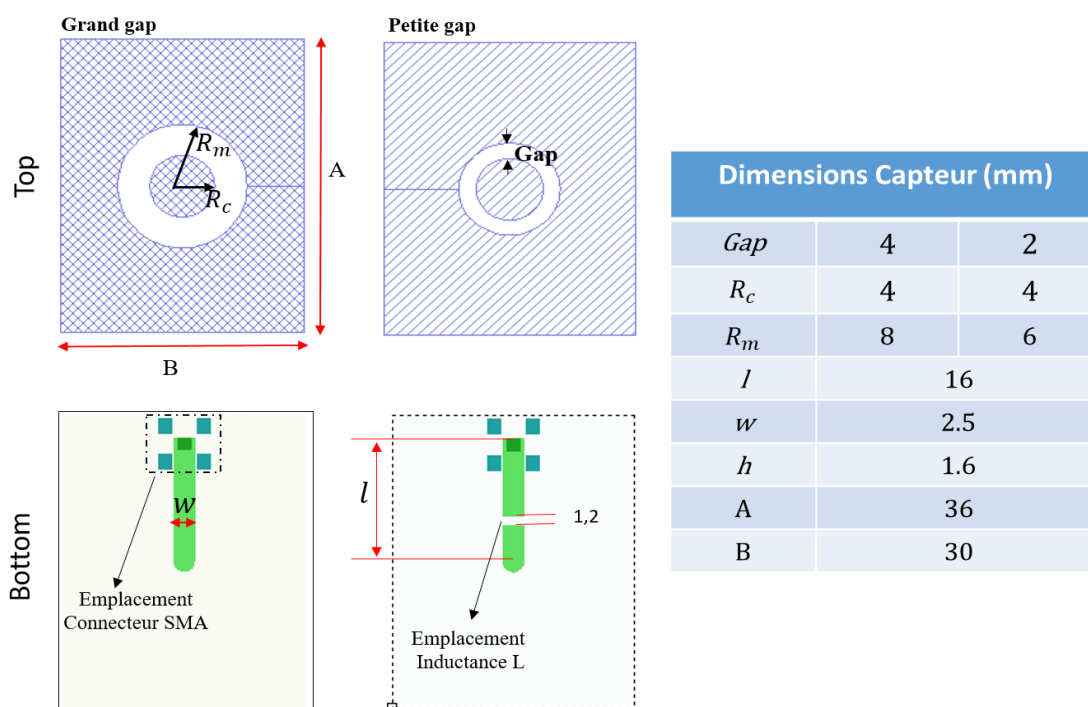 Grand gap
Petite gap
Top
R_m
R_c
A
B
Gap
Dimensions Capteur (mm)
Gap 4 2
R_c 4 4
R_m 8 6
l 16
w 2.5
h 1.6
A 36
B 30
Bottom
w
Emplacement
Connecteur SMA
l
1,2
Emplacement
Inductance L